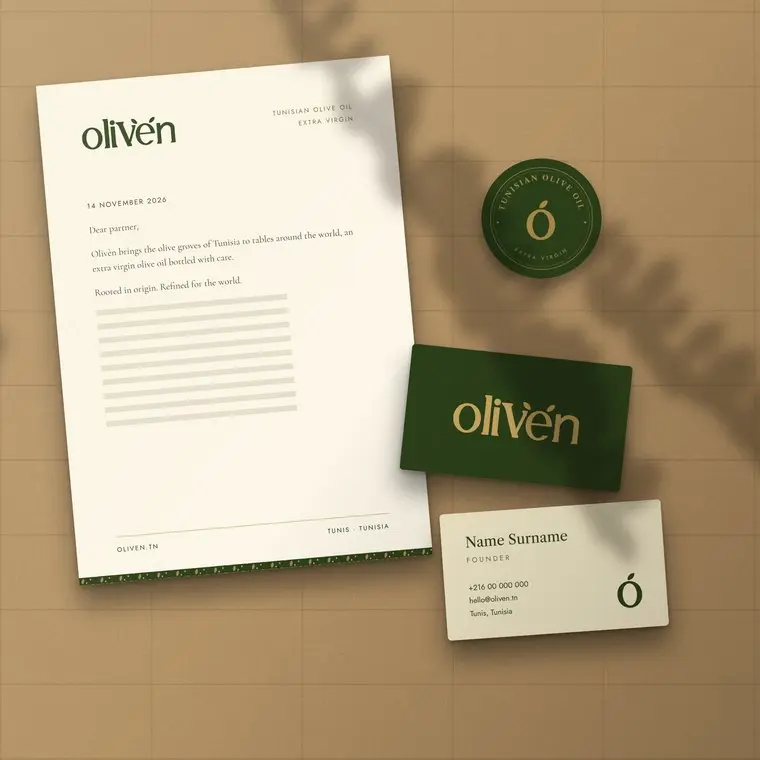 olivén
TUNISIAN OLIVE OIL
EXTRA VIRGIN
14 NOVEMBER 2026
Dear partner,
Olivén brings the olive groves of Tunisia to tables around the world, an
extra virgin olive oil bottled with care.
Rooted in origin. Refined for the world.
OLIVEN.TN
TUNIS · TUNISIA
TUNISIAN OLIVE OIL
Ó
EXTRA VIRGIN
olivén
Name Surname
FOUNDER
+216 00 000 000
hello@oliven.tn
Tunis, Tunisia
Ó